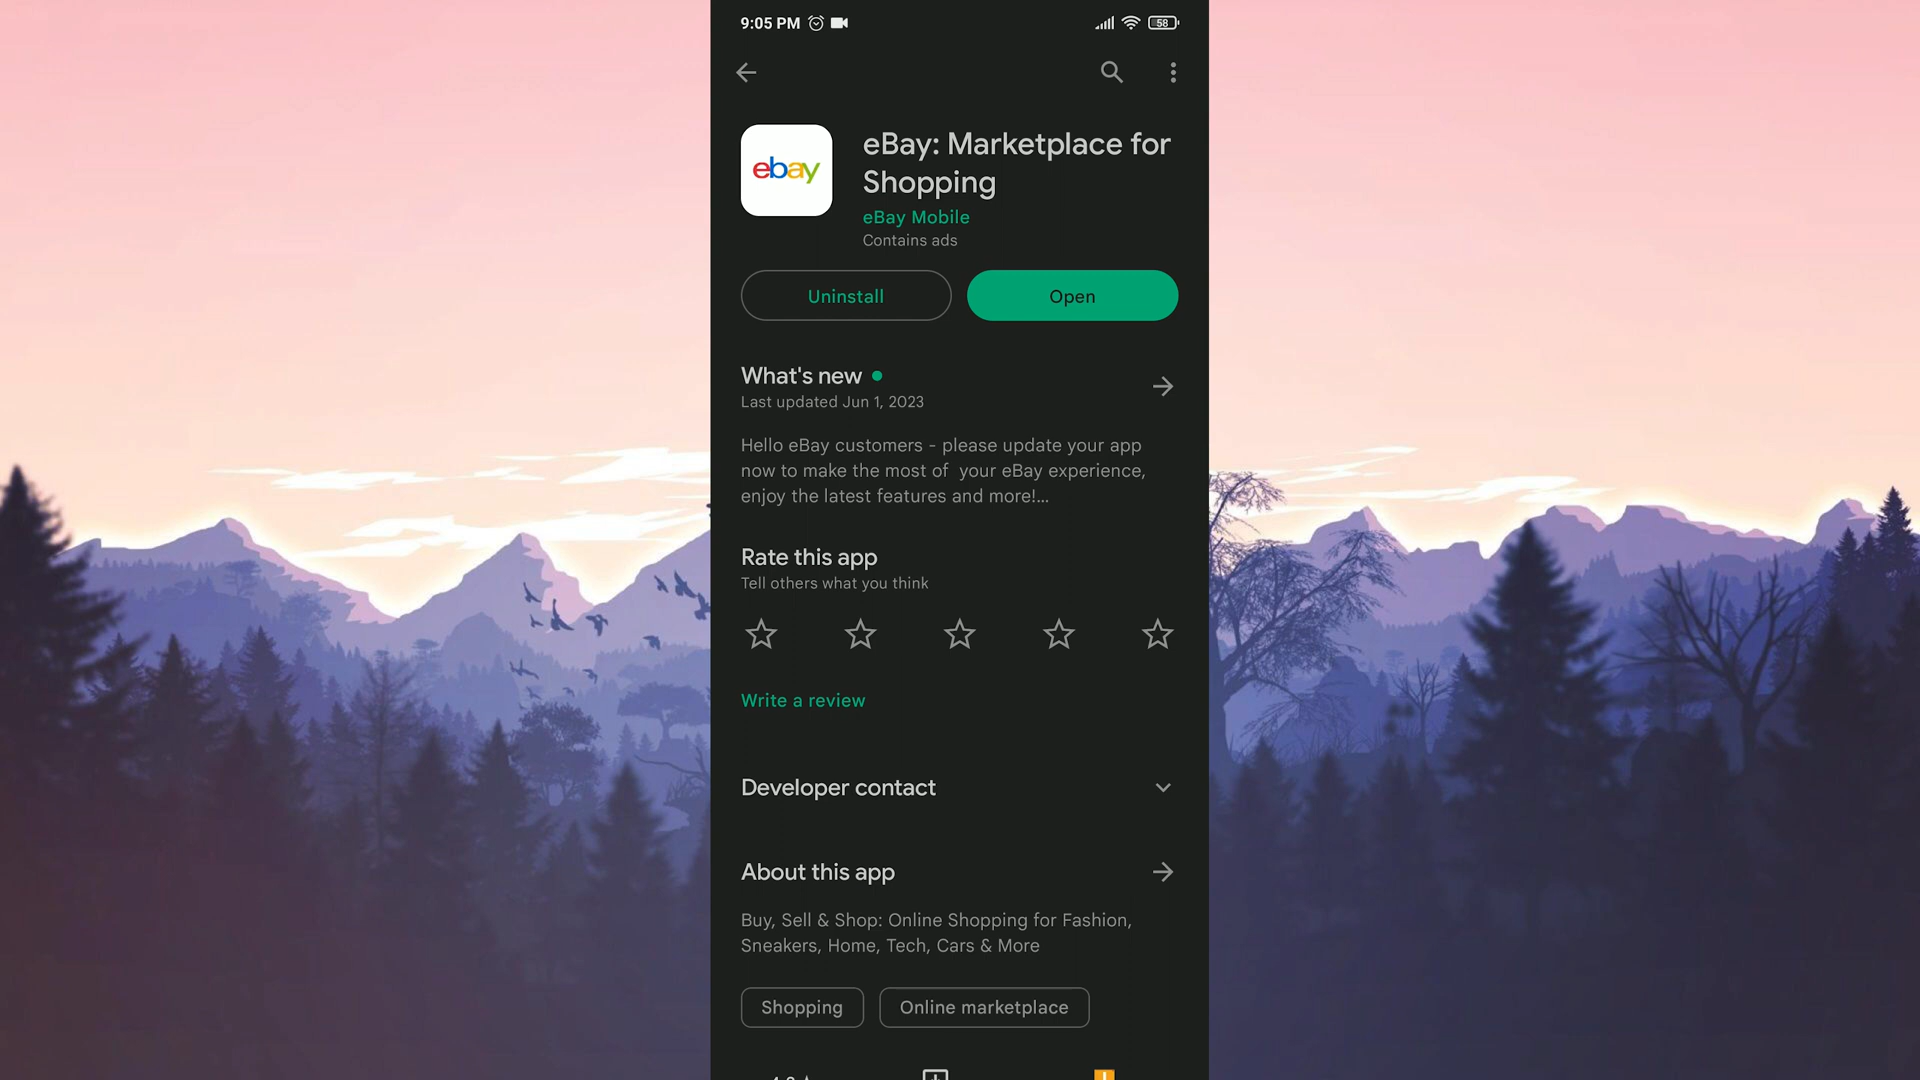 9:05 PM
58
ebay
eBay: Marketplace for
Shopping
eBay Mobile
Contains ads
Uninstall
Open
What's new
Last updated Jun 1, 2023
Hello eBay customers - please update your app
now to make the most of  your eBay experience,
enjoy the latest features and more!...
Rate this app
Tell others what you think
Write a review
Developer contact
About this app
Buy, Sell & Shop: Online Shopping for Fashion,
Sneakers, Home, Tech, Cars & More
Shopping
Online marketplace